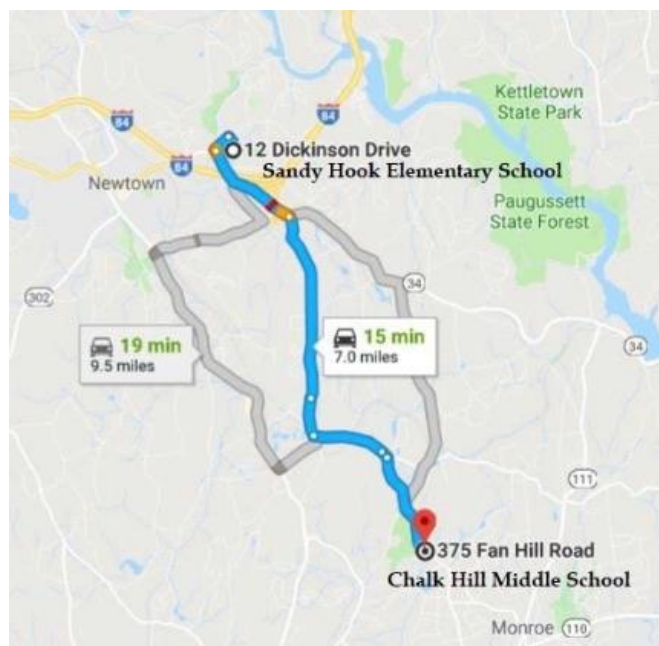 84
Kettletown
State Park
84
12 Dickinson Drive
Sandy Hook Elementary School
84
Newtown
Paugussett
State Forest
34
302
19 min
9.5 miles
15 min
7.0 miles
34
111
375 Fan Hill Road
Chalk Hill Middle School
Monroe
110